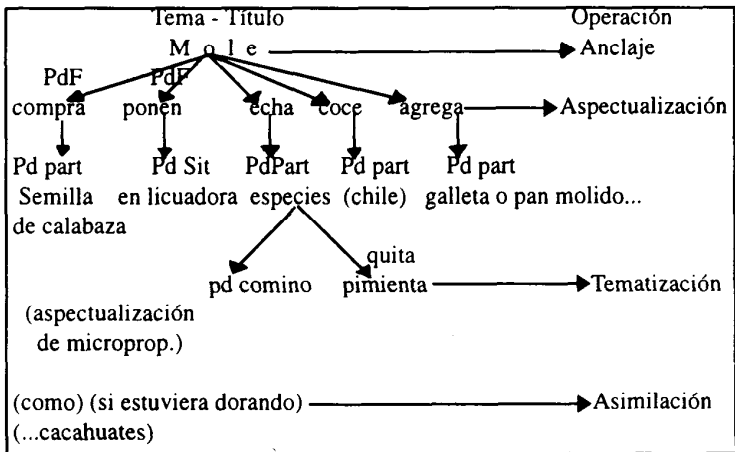 Tema - Título Operación
M o l e Anclaje
PdF PdF
compra ponen echa coce agrega Aspectualización
Pd part Pd Sit PdPart Pd part Pd part
Semilla en licuadora especies (chile) galleta o pan molido...
de calabaza
quita
pd comino pimienta Tematización
(aspectualización
de microprop.)
(como) (si estuviera dorando) Asimilación
(...cacahuates)